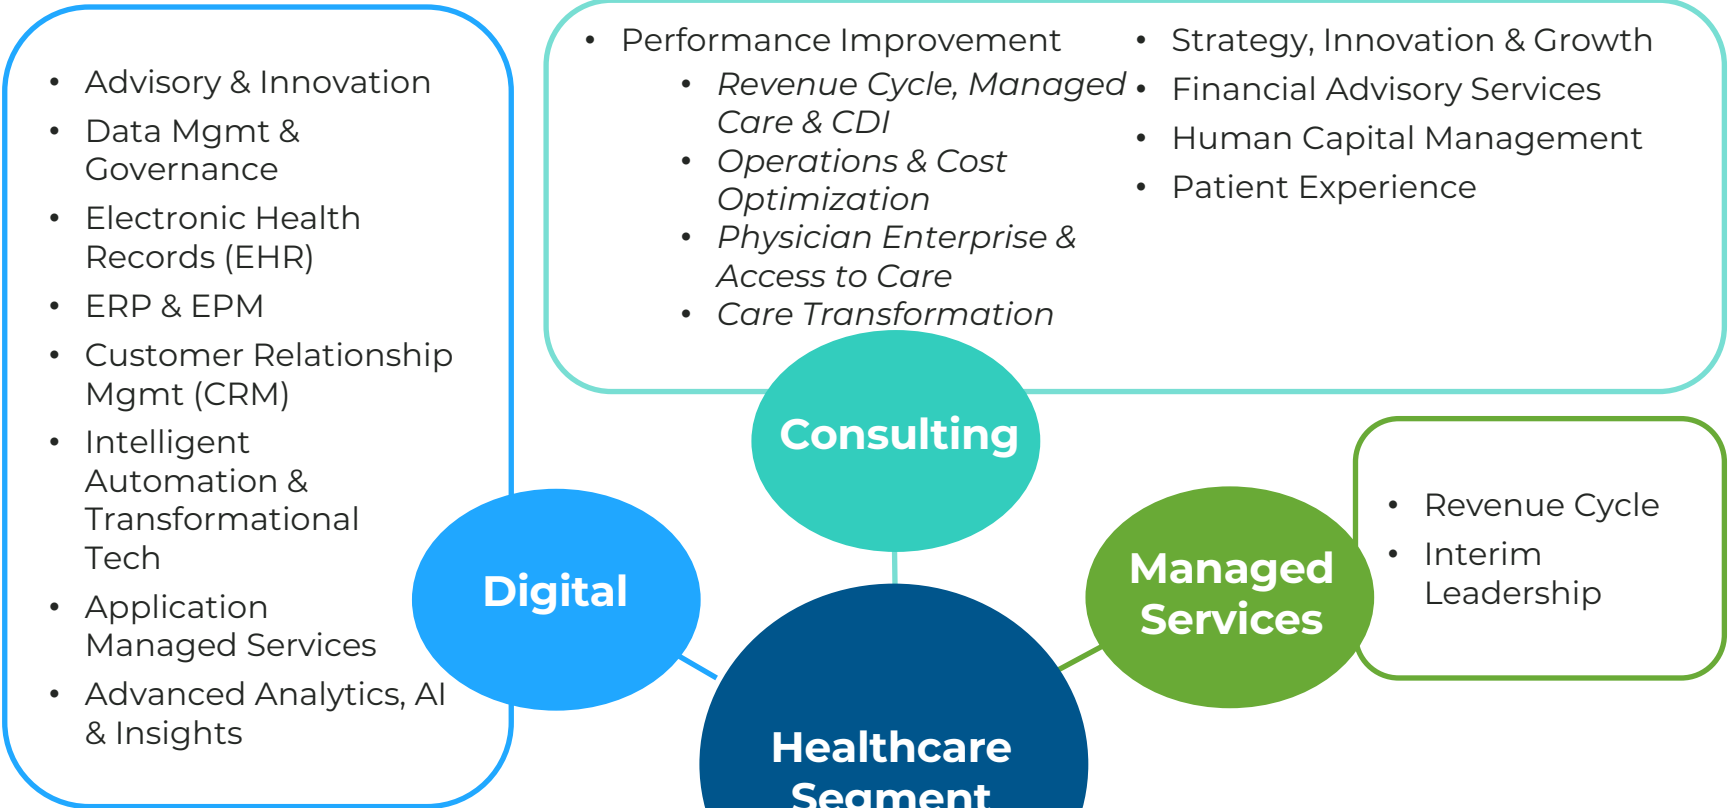 • Advisory & Innovation
• Data Mgmt &
Governance
• Electronic Health
Records (EHR)
• ERP & EPM
• Customer Relationship
Mgmt (CRM)
• Intelligent
Automation &
Transformational
Tech
• Application
Managed Services
• Advanced Analytics, AI
& Insights
• Performance Improvement
• Revenue Cycle, Managed
Care & CDI
• Operations & Cost
Optimization
• Physician Enterprise &
Access to Care
• Care Transformation
• Strategy, Innovation & Growth
• Financial Advisory Services
• Human Capital Management
• Patient Experience
Consulting
Digital
Managed
Services
• Revenue Cycle
• Interim
Leadership
Healthcare
Segment